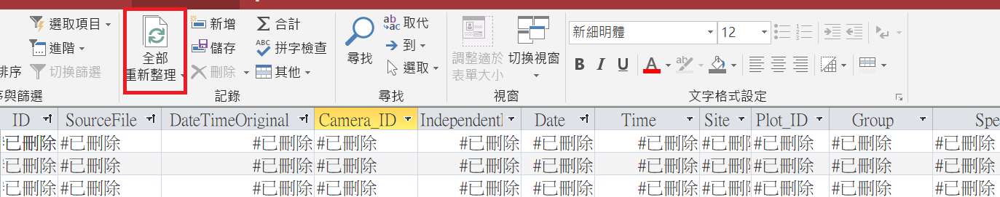 選取項目
進階
排序
切換篩選
序與篩選
全部
重新整理
新增
儲存
刪除
合計
ABC
拼字檢查
其他
記錄
尋找
ab
ac
取代
到
選取
尋找
調整適於
表單大小
切換視窗
視窗
新細明體
12
B I U A ab
文字格式設定
ID SourceFile DateTimeOriginal Camera_ID Independent Date Time Site Plot_ID Group Spe
#已刪除 #已刪除 #已刪除 #已刪除 #已刪除 #已刪除 #已刪除 #已刪除 #已刪除 #已刪除 #已刪除
#已刪除 #已刪除 #已刪除 #已刪除 #已刪除 #已刪除 #已刪除 #已刪除 #已刪除 #已刪除 #已刪除
#已刪除 #已刪除 #已刪除 #已刪除 #已刪除 #已刪除 #已刪除 #已刪除 #已刪除 #已刪除 #已刪除